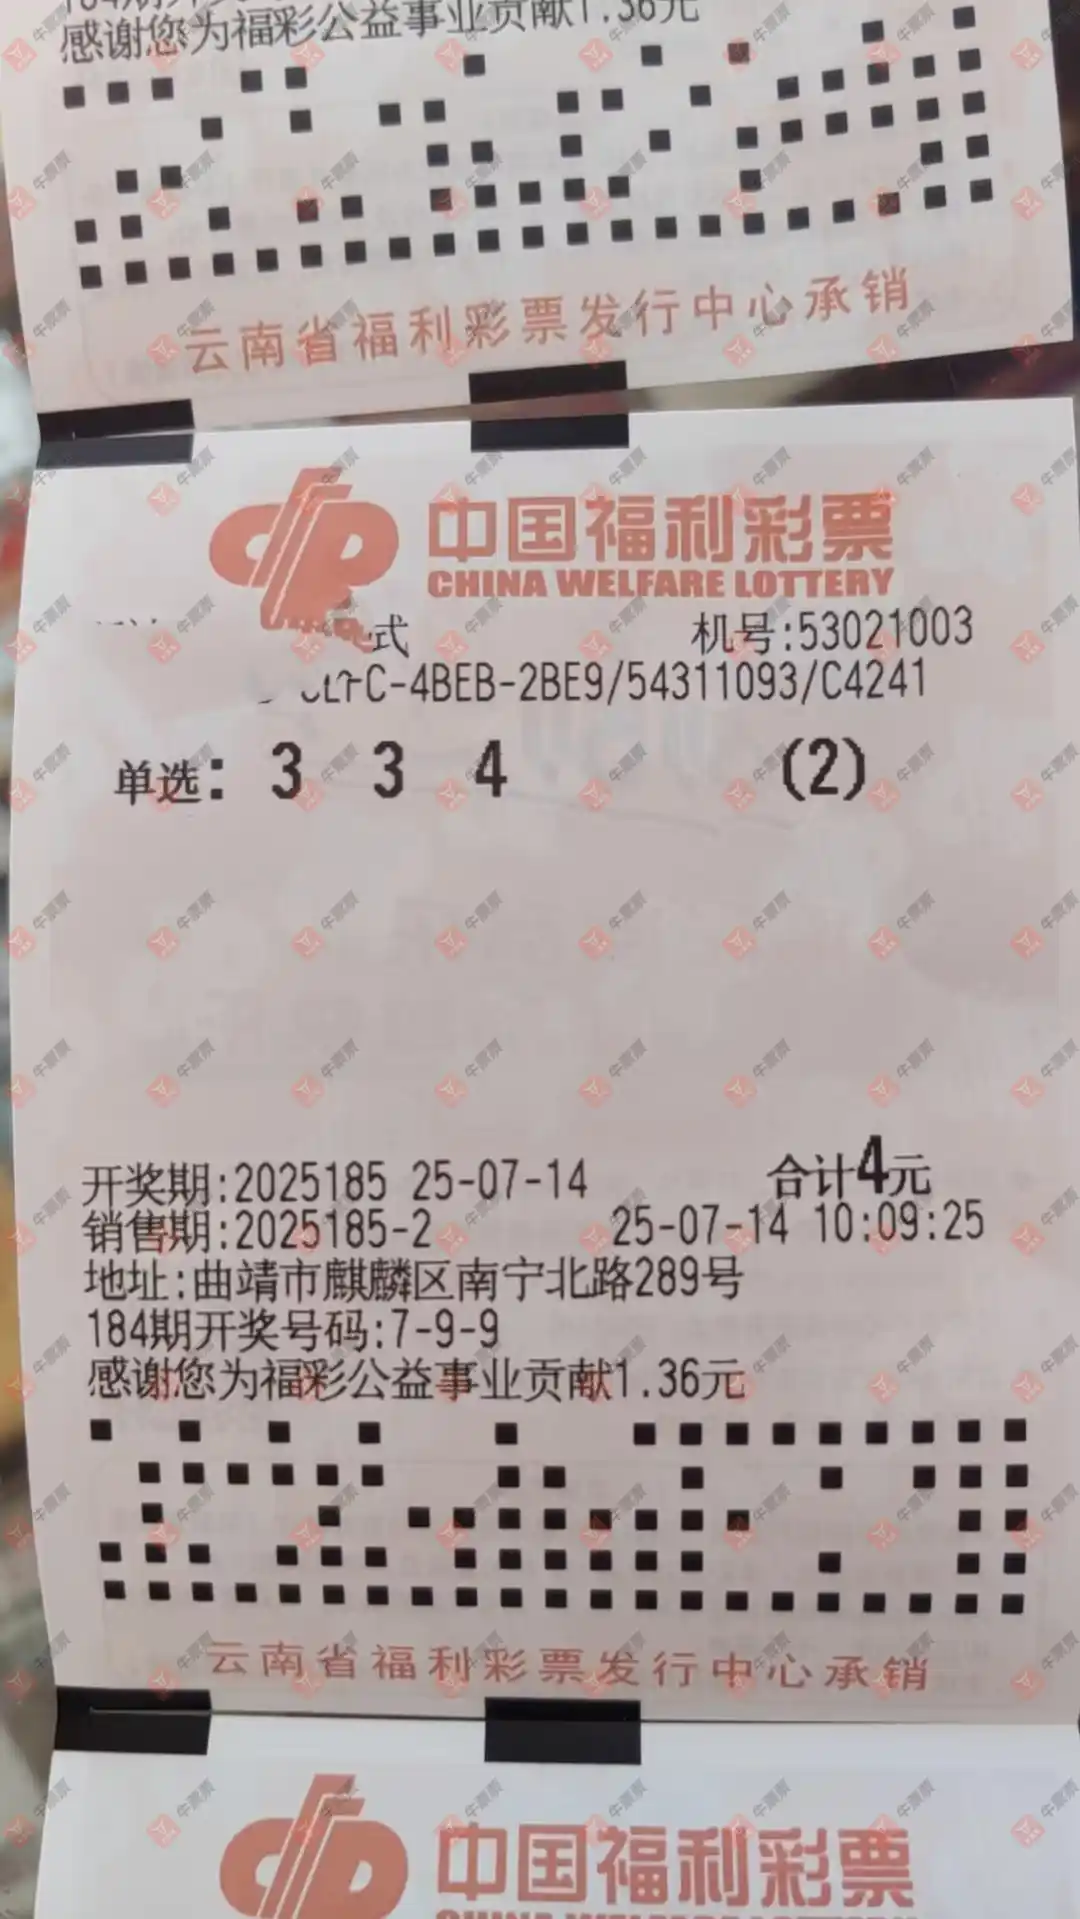 感谢您为福彩公益事业贡献1.36元
云南省福利彩票发行中心承销
中国福利彩票
CHINA WELFARE LOTTERY
式 机号:53021003
C-4BEB-2BE9/54311093/C4241
单选: 3 3 4 (2)
开奖期:2025185 25-07-14 合计4元
销售期:2025185-2 25-07-14 10:09:25
地址:曲靖市麒麟区南宁北路289号
184期开奖号码:7-9-9
感谢您为福彩公益事业贡献1.36元
云南省福利彩票发行中心承销
中国福利彩票
CHINA WELFARE LOTTERY
牛票票